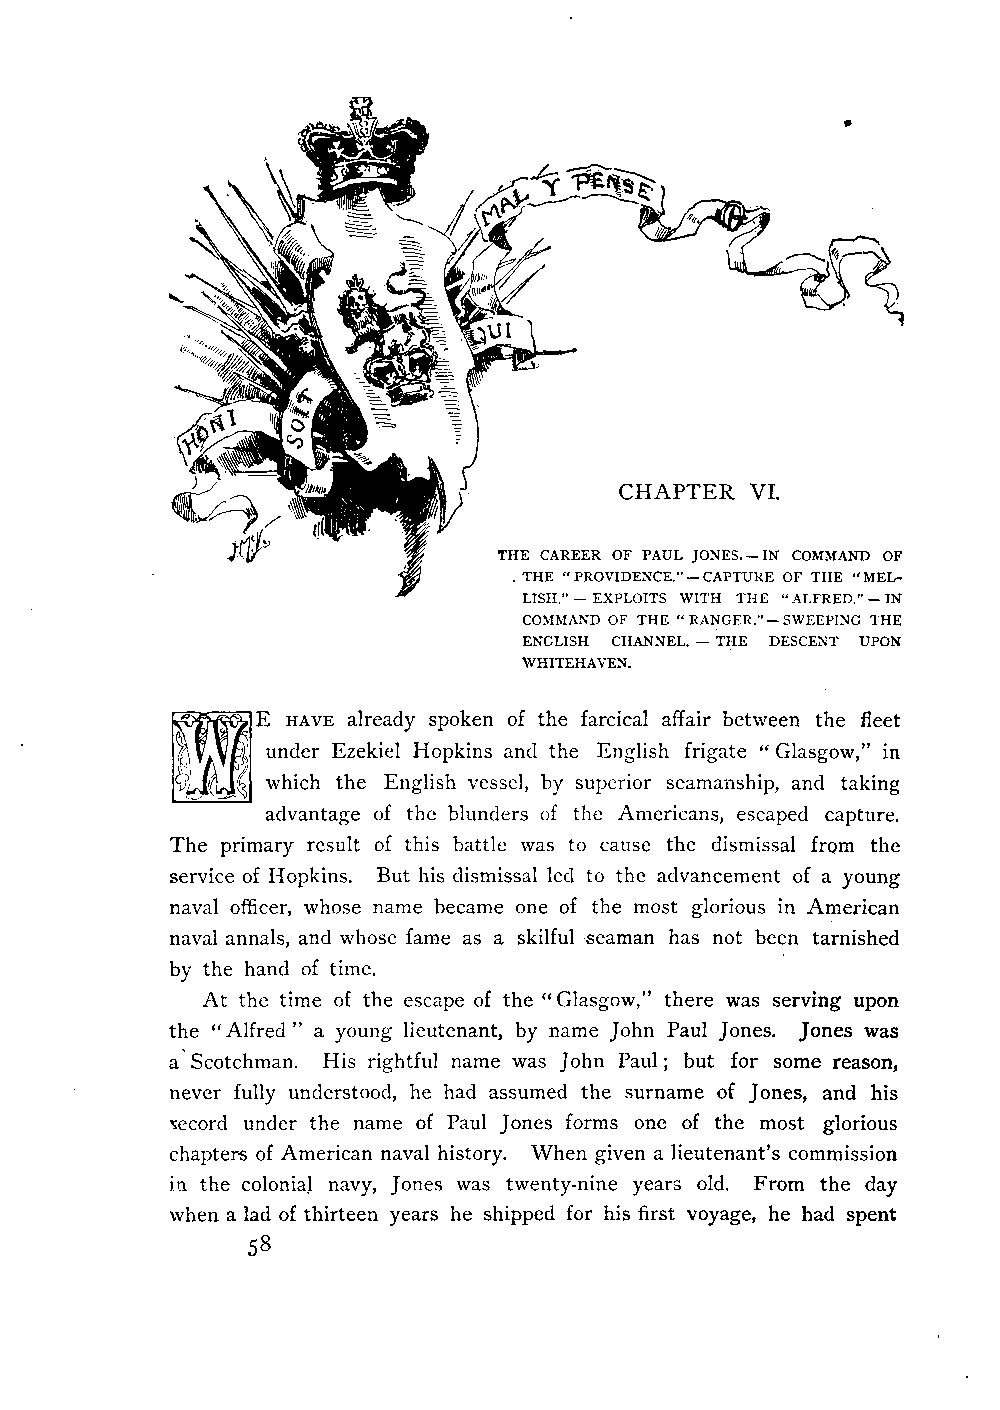 HONI SOIT QUI MAL Y PENSE
CHAPTER VI.
THE CAREER OF PAUL JONES. — IN COMMAND OF
THE "PROVIDENCE." — CAPTURE OF THE "MEL-
LISH." — EXPLOITS WITH THE "ALFRED." — IN
COMMAND OF THE "RANGER." — SWEEPING THE
ENGLISH CHANNEL. — THE DESCENT UPON
WHITEHAVEN.
WE HAVE already spoken of the farcical affair between the fleet
under Ezekiel Hopkins and the English frigate "Glasgow," in
which the English vessel, by superior seamanship, and taking
advantage of the blunders of the Americans, escaped capture.
The primary result of this battle was to cause the dismissal from the
service of Hopkins. But his dismissal led to the advancement of a young
naval officer, whose name became one of the most glorious in American
naval annals, and whose fame as a skilful seaman has not been tarnished
by the hand of time.
At the time of the escape of the "Glasgow," there was serving upon
the "Alfred" a young lieutenant, by name John Paul Jones. Jones was
a Scotchman. His rightful name was John Paul; but for some reason,
never fully understood, he had assumed the surname of Jones, and his
record under the name of Paul Jones forms one of the most glorious
chapters of American naval history. When given a lieutenant's commission
in the colonial navy, Jones was twenty-nine years old. From the day
when a lad of thirteen years he shipped for his first voyage, he had spent
58